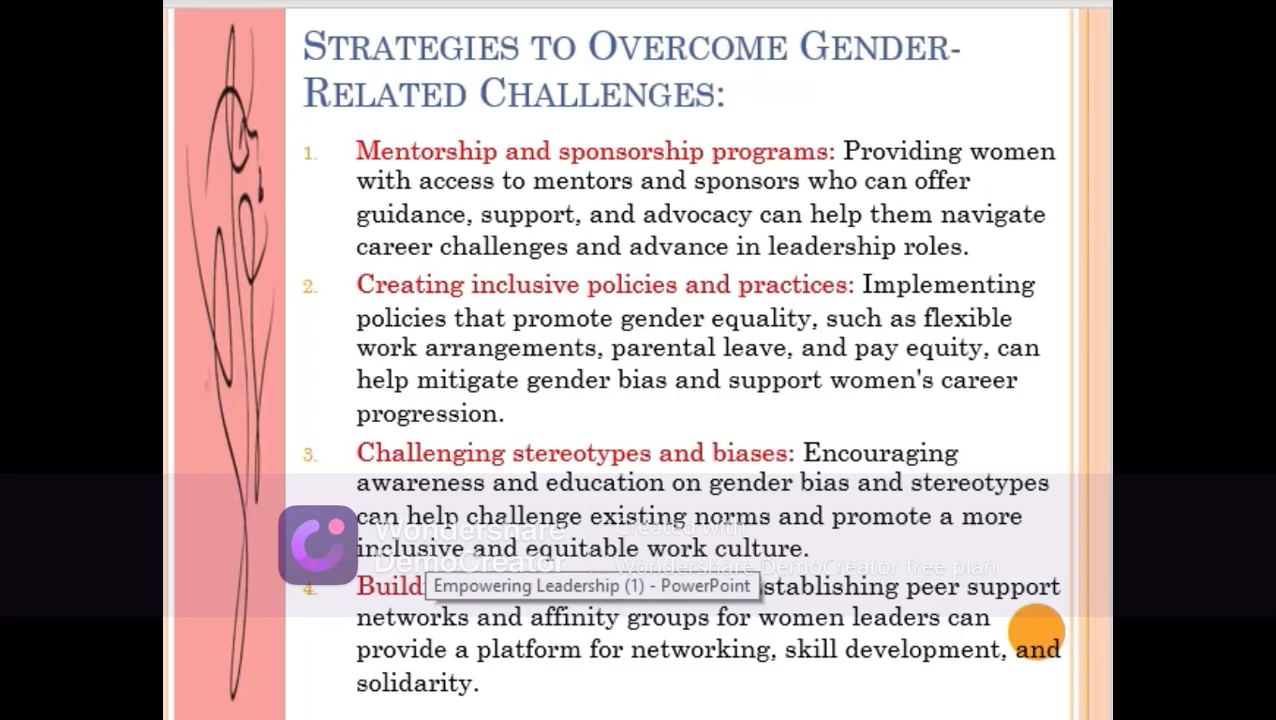 STRATEGIES TO OVERCOME GENDER-
RELATED CHALLENGES:
1. Mentorship and sponsorship programs: Providing women
with access to mentors and sponsors who can offer
guidance, support, and advocacy can help them navigate
career challenges and advance in leadership roles.
2. Creating inclusive policies and practices: Implementing
policies that promote gender equality, such as flexible
work arrangements, parental leave, and pay equity, can
help mitigate gender bias and support women's career
progression.
3. Challenging stereotypes and biases: Encouraging
awareness and education on gender bias and stereotypes
can help challenge existing norms and promote a more
inclusive and equitable work culture.
Wondershare
DemoCreator
Created with
Wondershare DemoCreator free plan
4. Build
Empowering Leadership (1) - PowerPoint
stablishing peer support
networks and affinity groups for women leaders can
provide a platform for networking, skill development, and
solidarity.